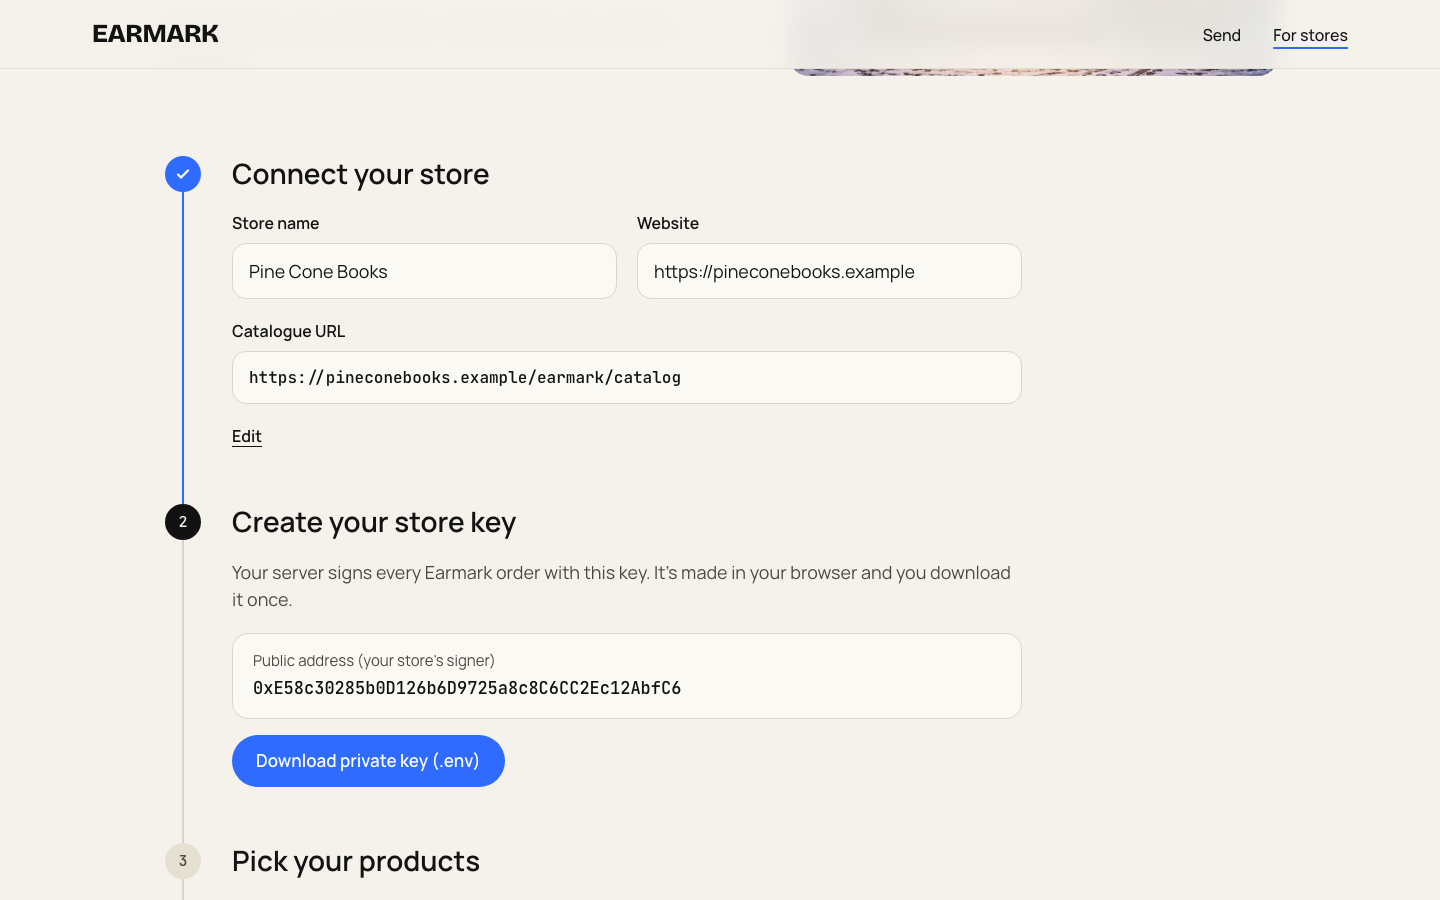 EARMARK
Send
For stores
Connect your store
Store name
Website
Pine Cone Books
https://pineconebooks.example
Catalogue URL
https://pineconebooks.example/earmark/catalog
Edit
2
Create your store key
Your server signs every Earmark order with this key. It's made in your browser and you download
it once.
Public address (your store's signer)
0xE58c30285b0D126b6D9725a8c8C6CC2Ec12AbfC6
Download private key (.env)
3
Pick your products